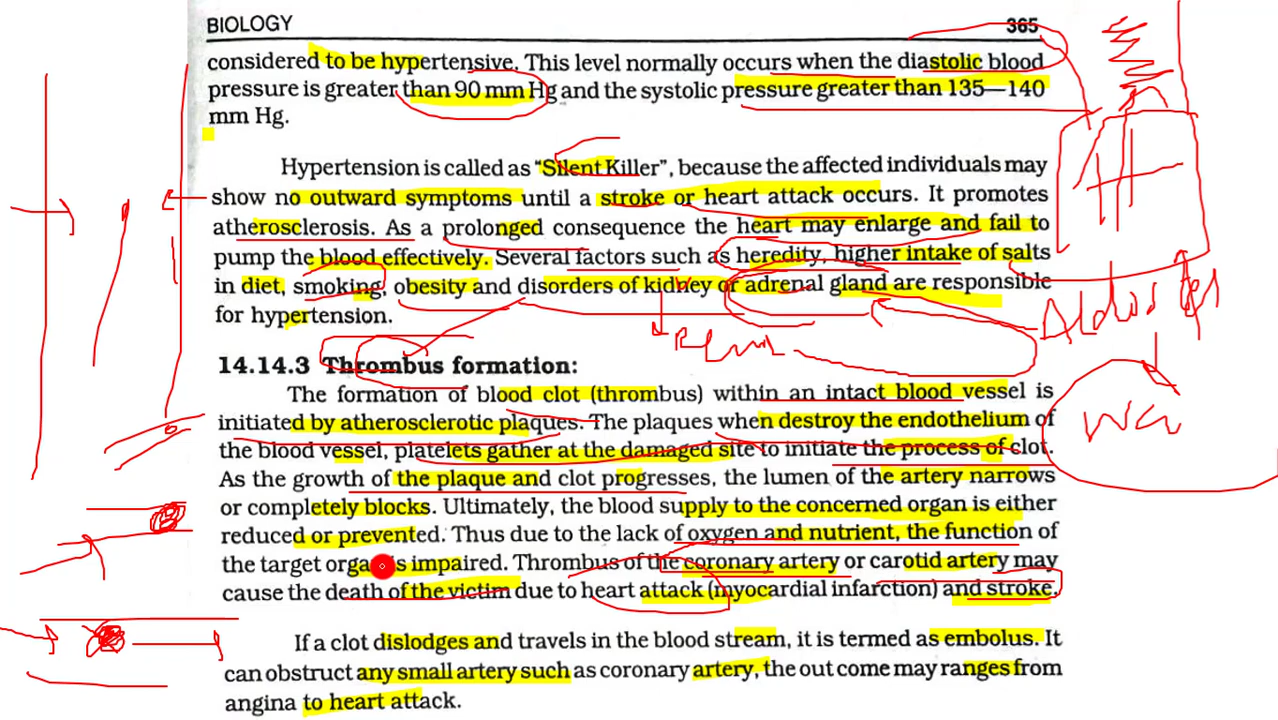 BIOLOGY 365
considered to be hypertensive. This level normally occurs when the diastolic blood
pressure is greater than 90 mm Hg and the systolic pressure greater than 135—140
mm Hg.
Hypertension is called as "Silent Killer", because the affected individuals may
show no outward symptoms until a stroke or heart attack occurs. It promotes
atherosclerosis. As a prolonged consequence the heart may enlarge and fail to
pump the blood effectively. Several factors such as heredity, higher intake of salts
in diet, smoking, obesity and disorders of kidney or adrenal gland are responsible
for hypertension.
14.14.3 Thrombus formation:
The formation of blood clot (thrombus) within an intact blood vessel is
initiated by atherosclerotic plaques. The plaques when destroy the endothelium of
the blood vessel, platelets gather at the damaged site to initiate the process of clot.
As the growth of the plaque and clot progresses, the lumen of the artery narrows
or completely blocks. Ultimately, the blood supply to the concerned organ is either
reduced or prevented. Thus due to the lack of oxygen and nutrient, the function of
the target organ is impaired. Thrombus of the coronary artery or carotid artery may
cause the death of the victim due to heart attack (myocardial infarction) and stroke.
If a clot dislodges and travels in the blood stream, it is termed as embolus. It
can obstruct any small artery such as coronary artery, the out come may ranges from
angina to heart attack.